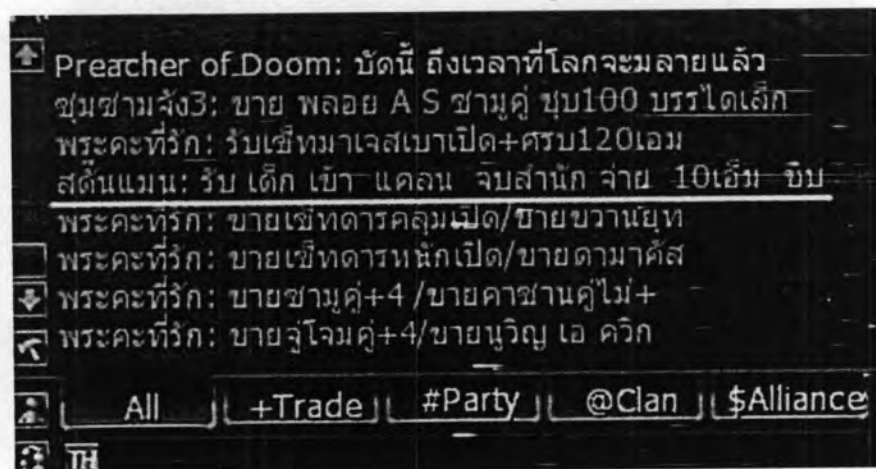 Preacher of Doom: บัดนี้ ถึงเวลาที่โลกจะมลายแล้ว
ซุ่มซ่ามจัง3: ขาย พลอย A S ซามูคู่ ชุบ100 บรรไดเล็ก
พระคะที่รัก: รับเซ็ทมาเจสเบาเปิด+ศรบ120เอม
สตั๊นแมน: รับ เด็ก เข้า แคลน จบสำนัก จ่าย 10เอ็ม ขิบ
พระคะที่รัก: ขายเซ็ทดารคลุมเปิด/ขายขวานยุท
พระคะที่รัก: ขายเซ็ทดารหนักเปิด/ขายดามาคัส
พระคะที่รัก: ขายซามูคู่+4/ขายคาซานคู่ไม่+
พระคะที่รัก: ขายจู่โจมคู่+4/ขายนูวิญ เอ ควิก
All +Trade #Party @Clan $Alliance
TH